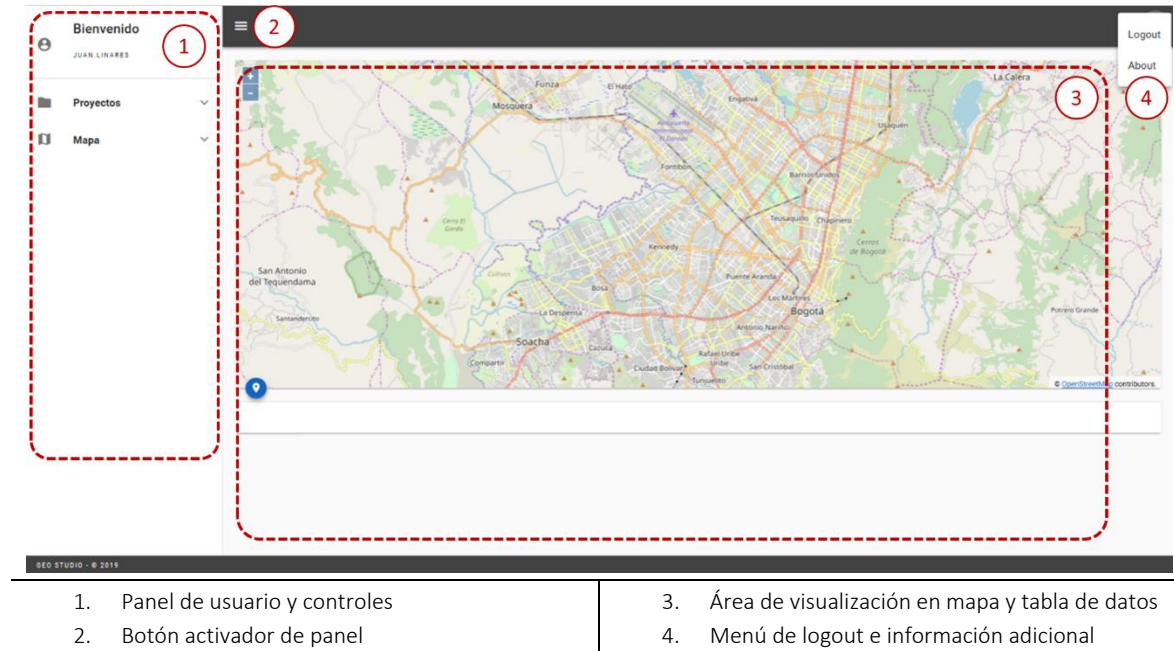 Bienvenido
JUAN.LINARES
1
2
Logout
About
Proyectos
Mapa
+
-
Funza
El Hato
La Calera
3
4
Mosquera
Engativá
Usaquén
Fontibón
Barrios Unidos
Teusaquillo
Chapinero
Cerro El
Gordo
Kennedy
Cerros
de Bogotá
San Antonio
del Tequendama
Puente Aranda
Bosa
Los Mártires
La Despensa
Bogotá
Potrero Grande
Santandercito
Antonio Nariño
Soacha
Cazucá
Rafael Uribe
Uribe
Compartir
Ciudad Bolívar
San Cristóbal
Tunjuelito
© OpenStreetMap contributors.
GEO STUDIO - © 2019
1. Panel de usuario y controles
2. Botón activador de panel
3. Área de visualización en mapa y tabla de datos
4. Menú de logout e información adicional